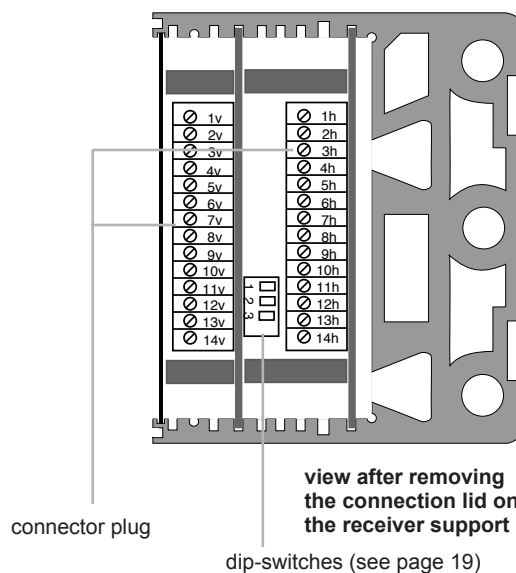 1v 1h
2v 2h
3v 3h
4v 4h
5v 5h
6v 6h
7v 7h
8v 8h
9v 9h
10v 10h
11v 1 11h
12v 2 12h
13v 3 13h
14v 14h
view after removing
the connection lid on
the receiver support
connector plug
dip-switches (see page 19)